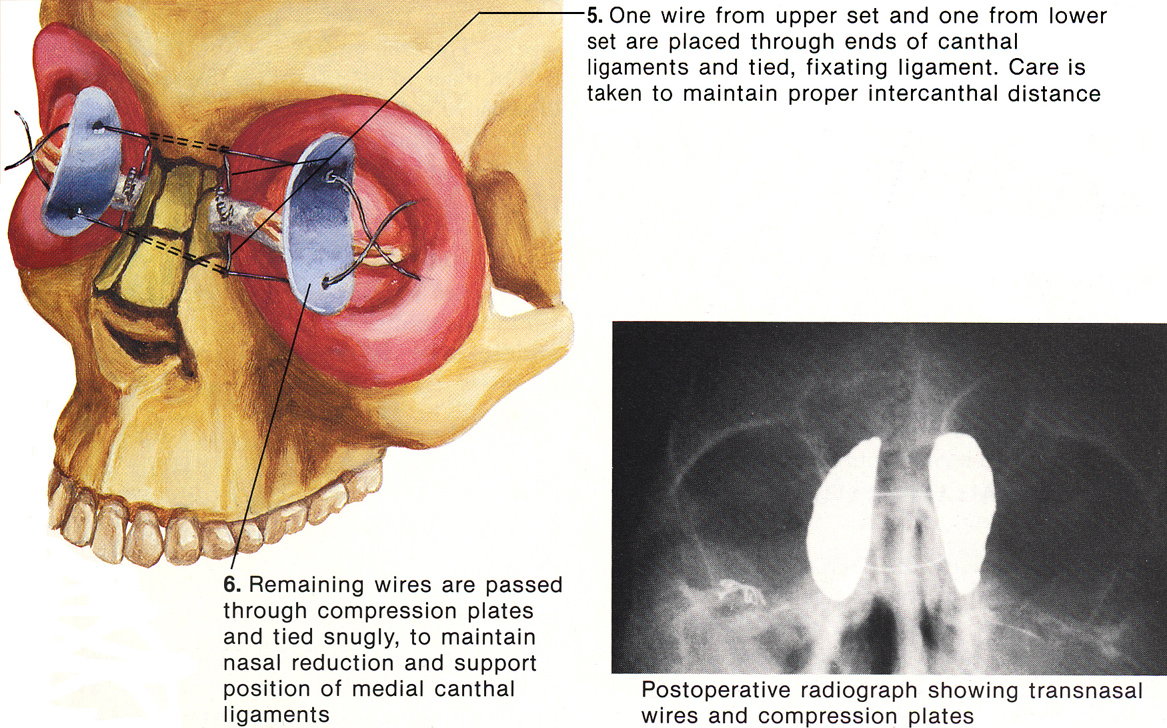 5. One wire from upper set and one from lower
set are placed through ends of canthal
ligaments and tied, fixating ligament. Care is
taken to maintain proper intercanthal distance
6. Remaining wires are passed
through compression plates
and tied snugly, to maintain
nasal reduction and support
position of medial canthal
ligaments
Postoperative radiograph showing transnasal
wires and compression plates